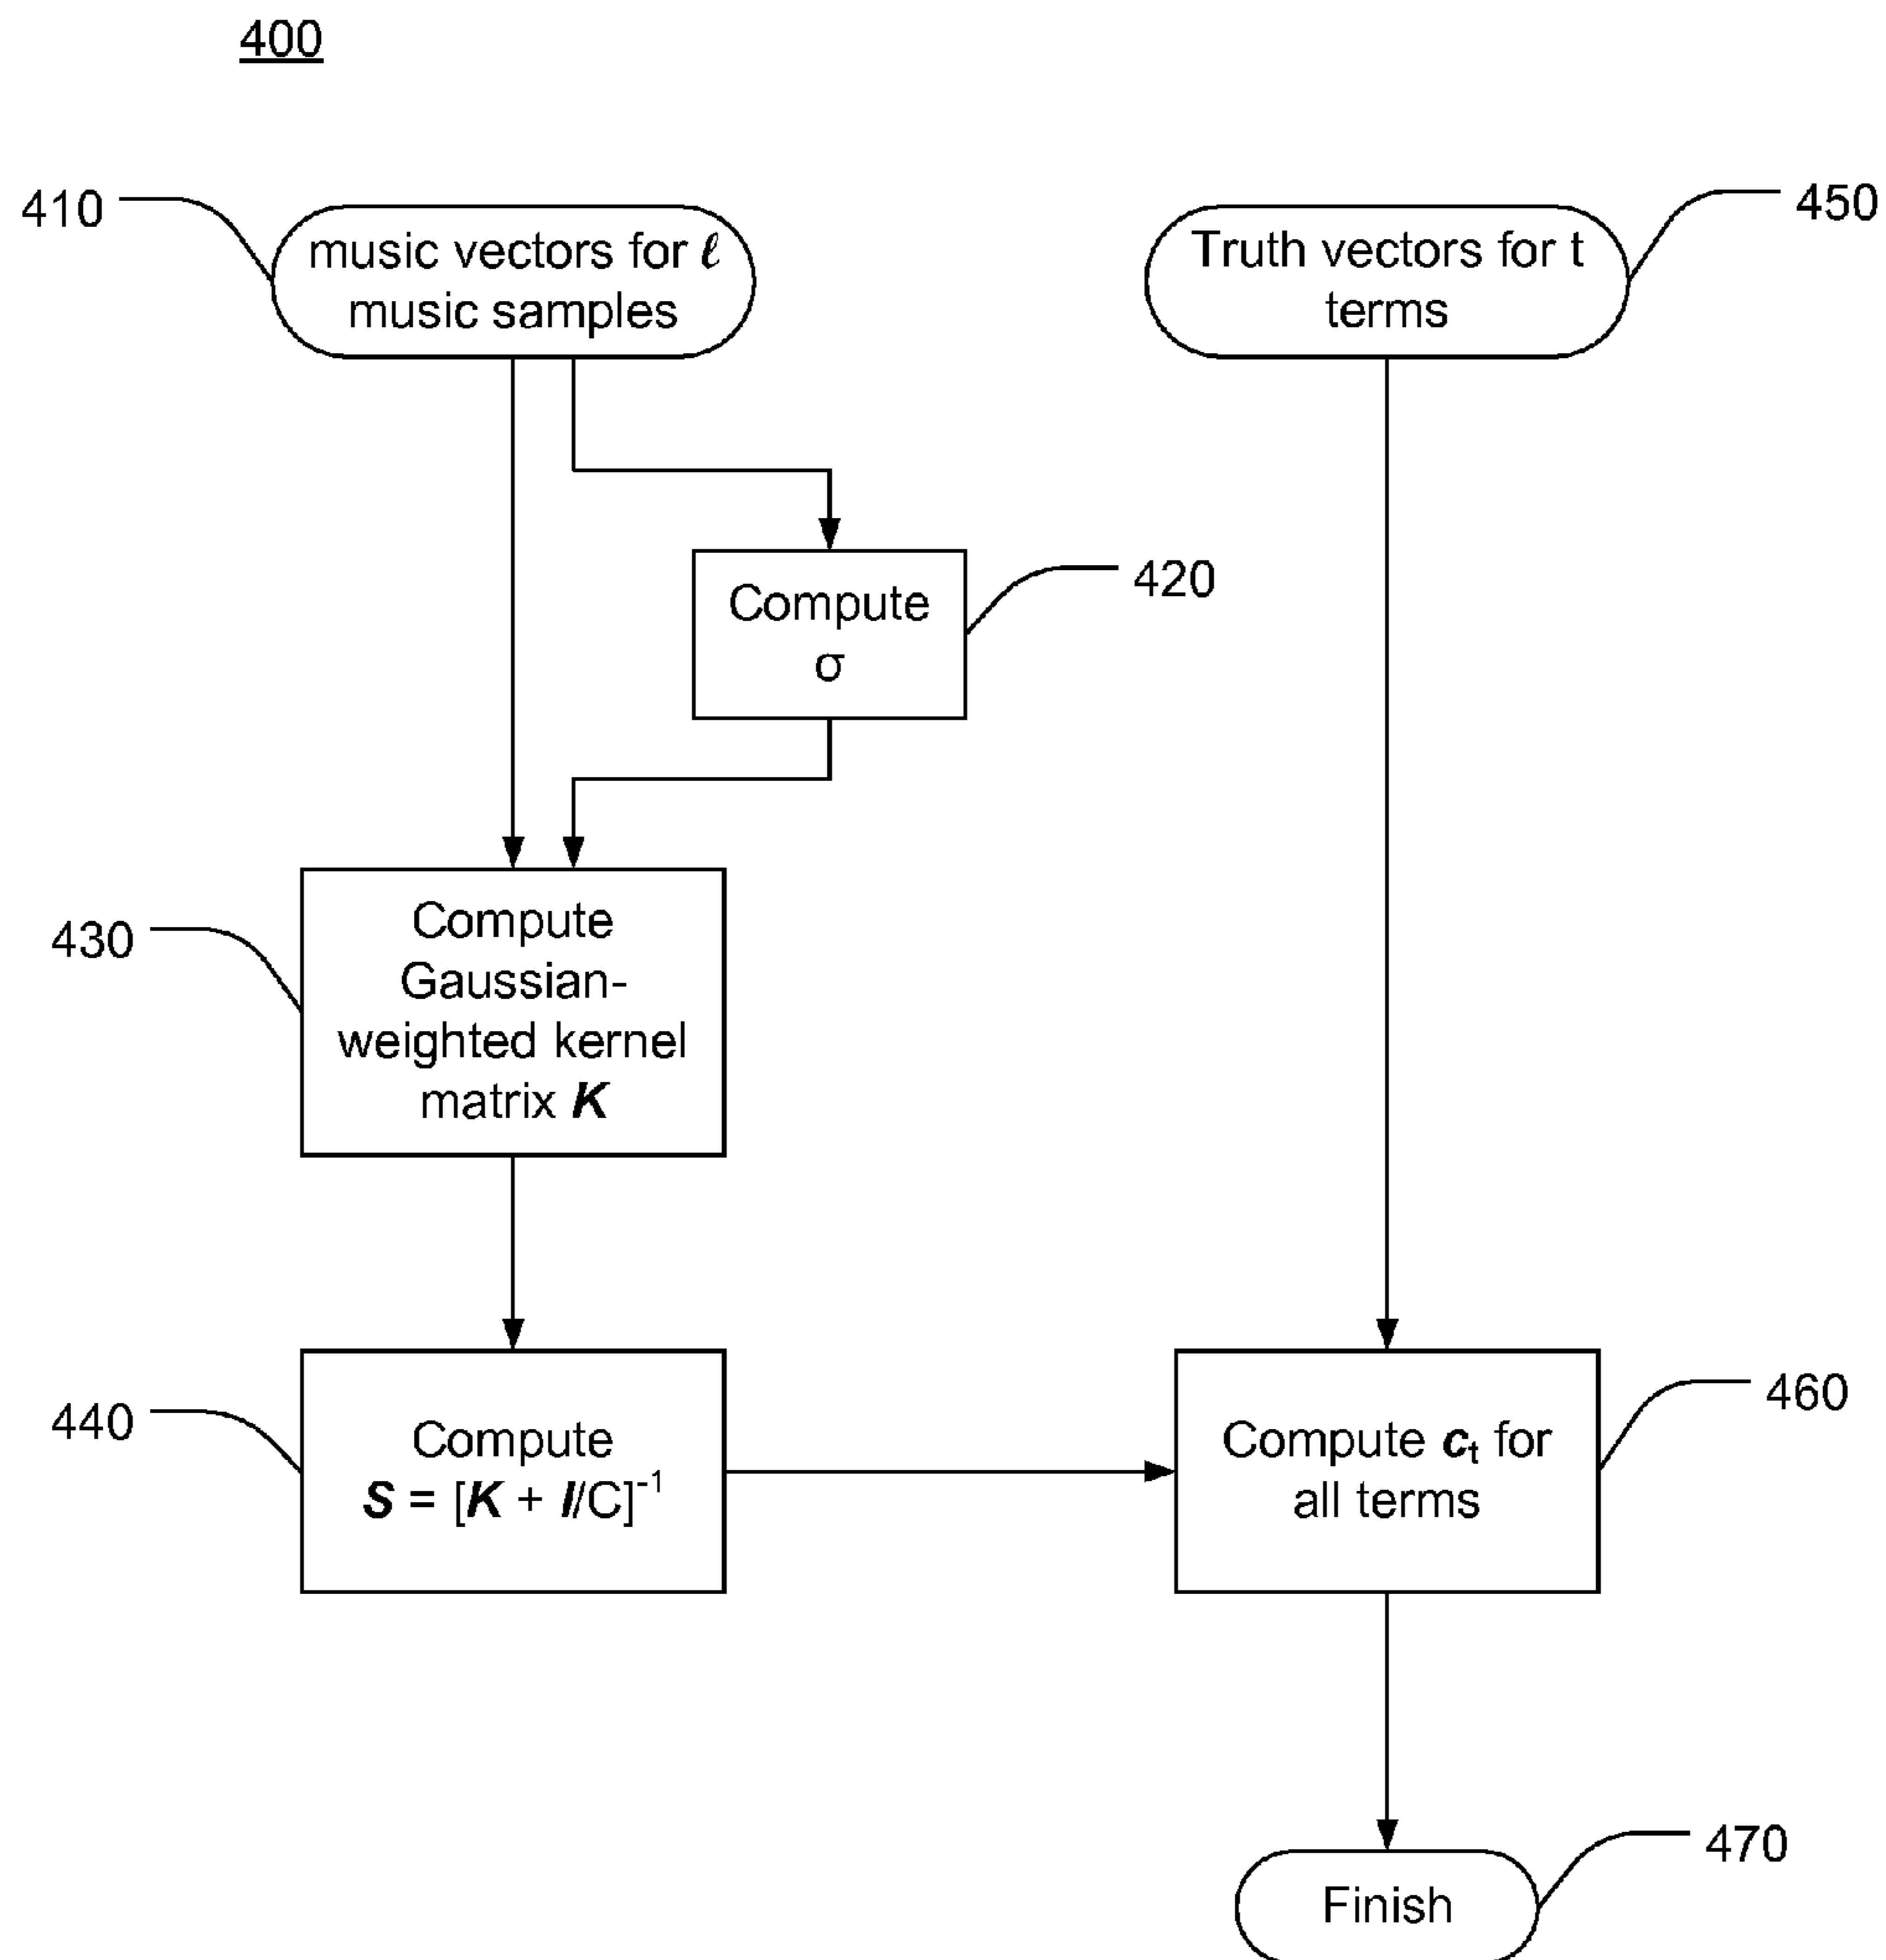 400
410
music vectors for ℓ
music samples
450
Truth vectors for t
terms
420
Compute
σ
430
Compute
Gaussian-
weighted kernel
matrix K
440
Compute
S = [K + I/C]⁻¹
460
Compute cₜ for
all terms
470
Finish